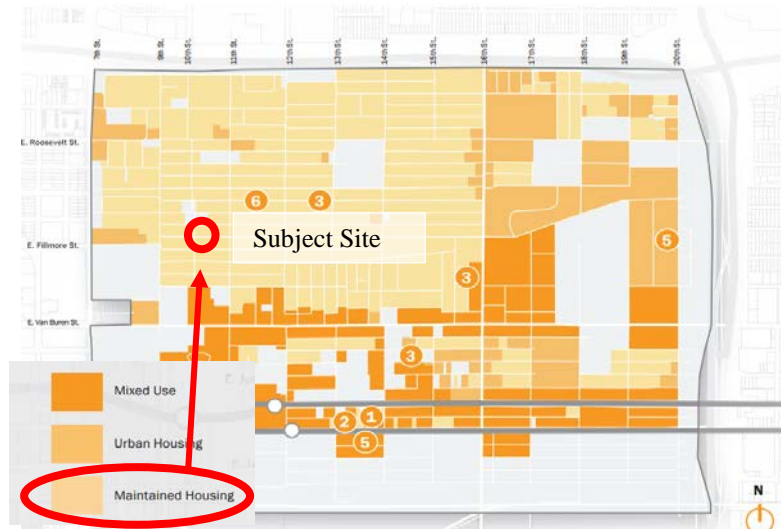 7th St.
9th St.
10th St.
11th St.
12th St.
13th St.
14th St.
15th St.
16th St.
17th St.
18th St.
19th St.
20th St.
E. Roosevelt St.
6
3
Subject Site
E. Fillmore St.
5
3
E. Van Buren St.
3
Mixed Use
2
1
Urban Housing
5
Maintained Housing
N